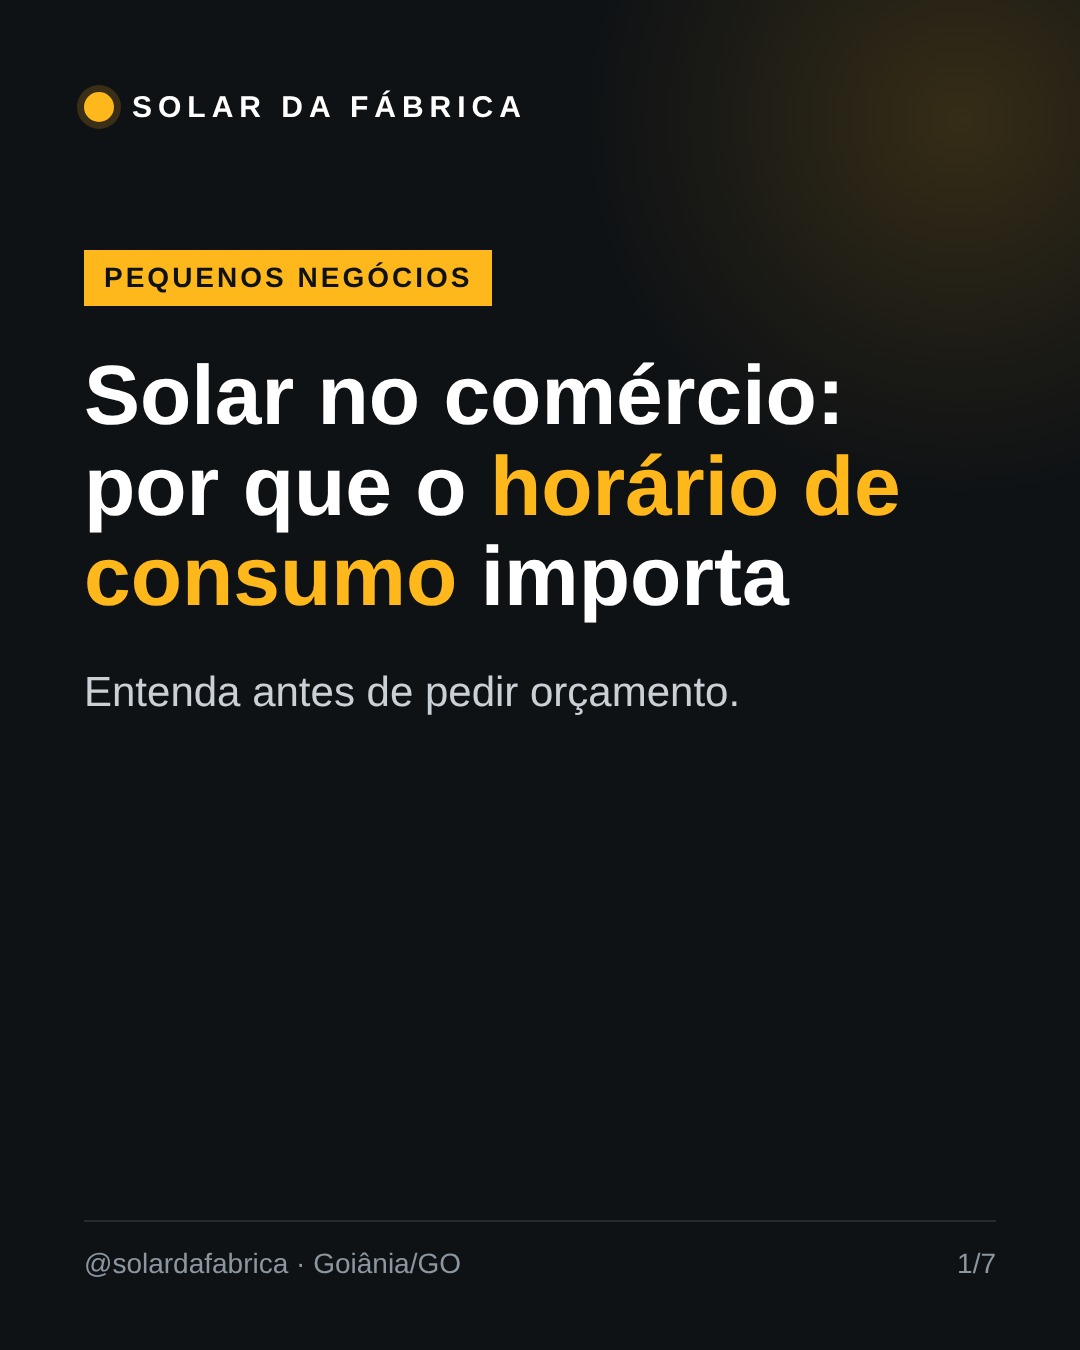 SOLAR DA FÁBRICA
PEQUENOS NEGÓCIOS
Solar no comércio:
por que o horário de
consumo importa
Entenda antes de pedir orçamento.
@solardafabrica · Goiânia/GO
1/7